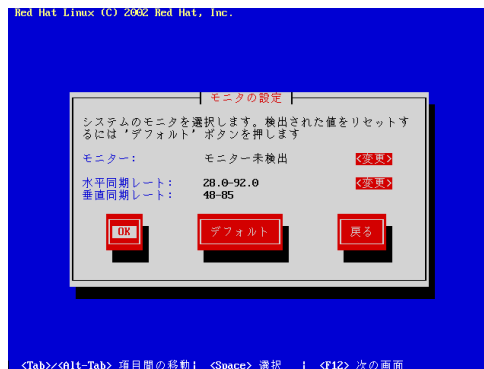 Red Hat Linux (C) 2002 Red Hat, Inc.
モニタの設定
システムのモニタを選択します。検出された値をリセットす
るには 'デフォルト' ボタンを押します
モニター: モニター未検出 <変更>
水平同期レート: 28.0-92.0 <変更>
垂直同期レート: 48-85
OK デフォルト 戻る
<Tab>/<Alt-Tab> 項目間の移動| <Space> 選択 | <F12> 次の画面